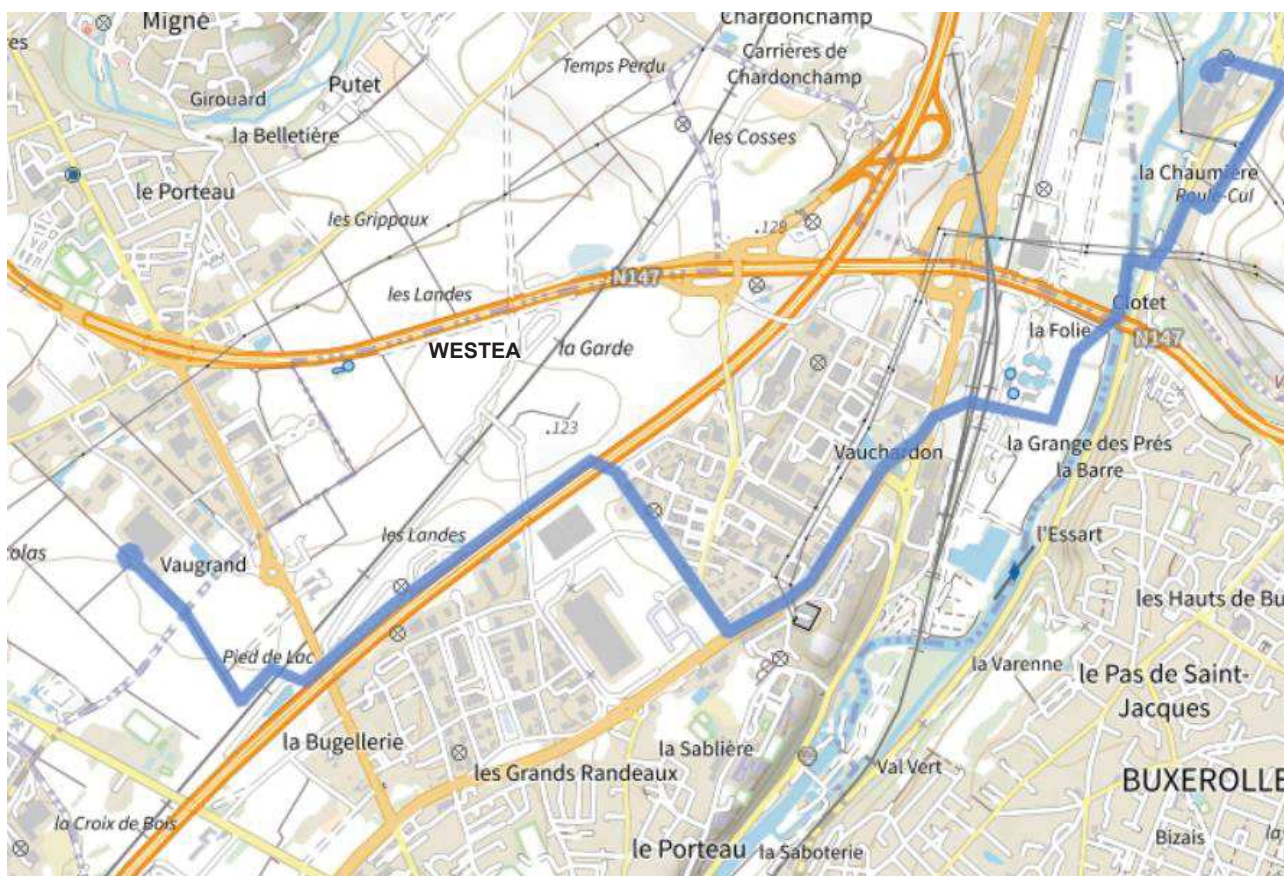 Migné
Chardonchamp
Carrières de
Chardonchamp
Temps Perdu
Putet
Girouard
la Belletière
les Cosses
le Porteau
la Chaumière
Roule-Cul
les Grippaux
129
N147
les Landes
Clotet
la Folie
N147
WESTEA
la Garde
123
Vauchardon
la Grange des Prés
la Barre
les Landes
l'Essart
olas
Vaugrand
les Hauts de Bu
Pied de Lac
la Varenne
le Pas de Saint-
Jacques
la Bugellerie
la Sablière
les Grands Randeaux
Val Vert
BUXEROLLE
la Croix de Bois
Bizais
le Porteau
la Saboterie